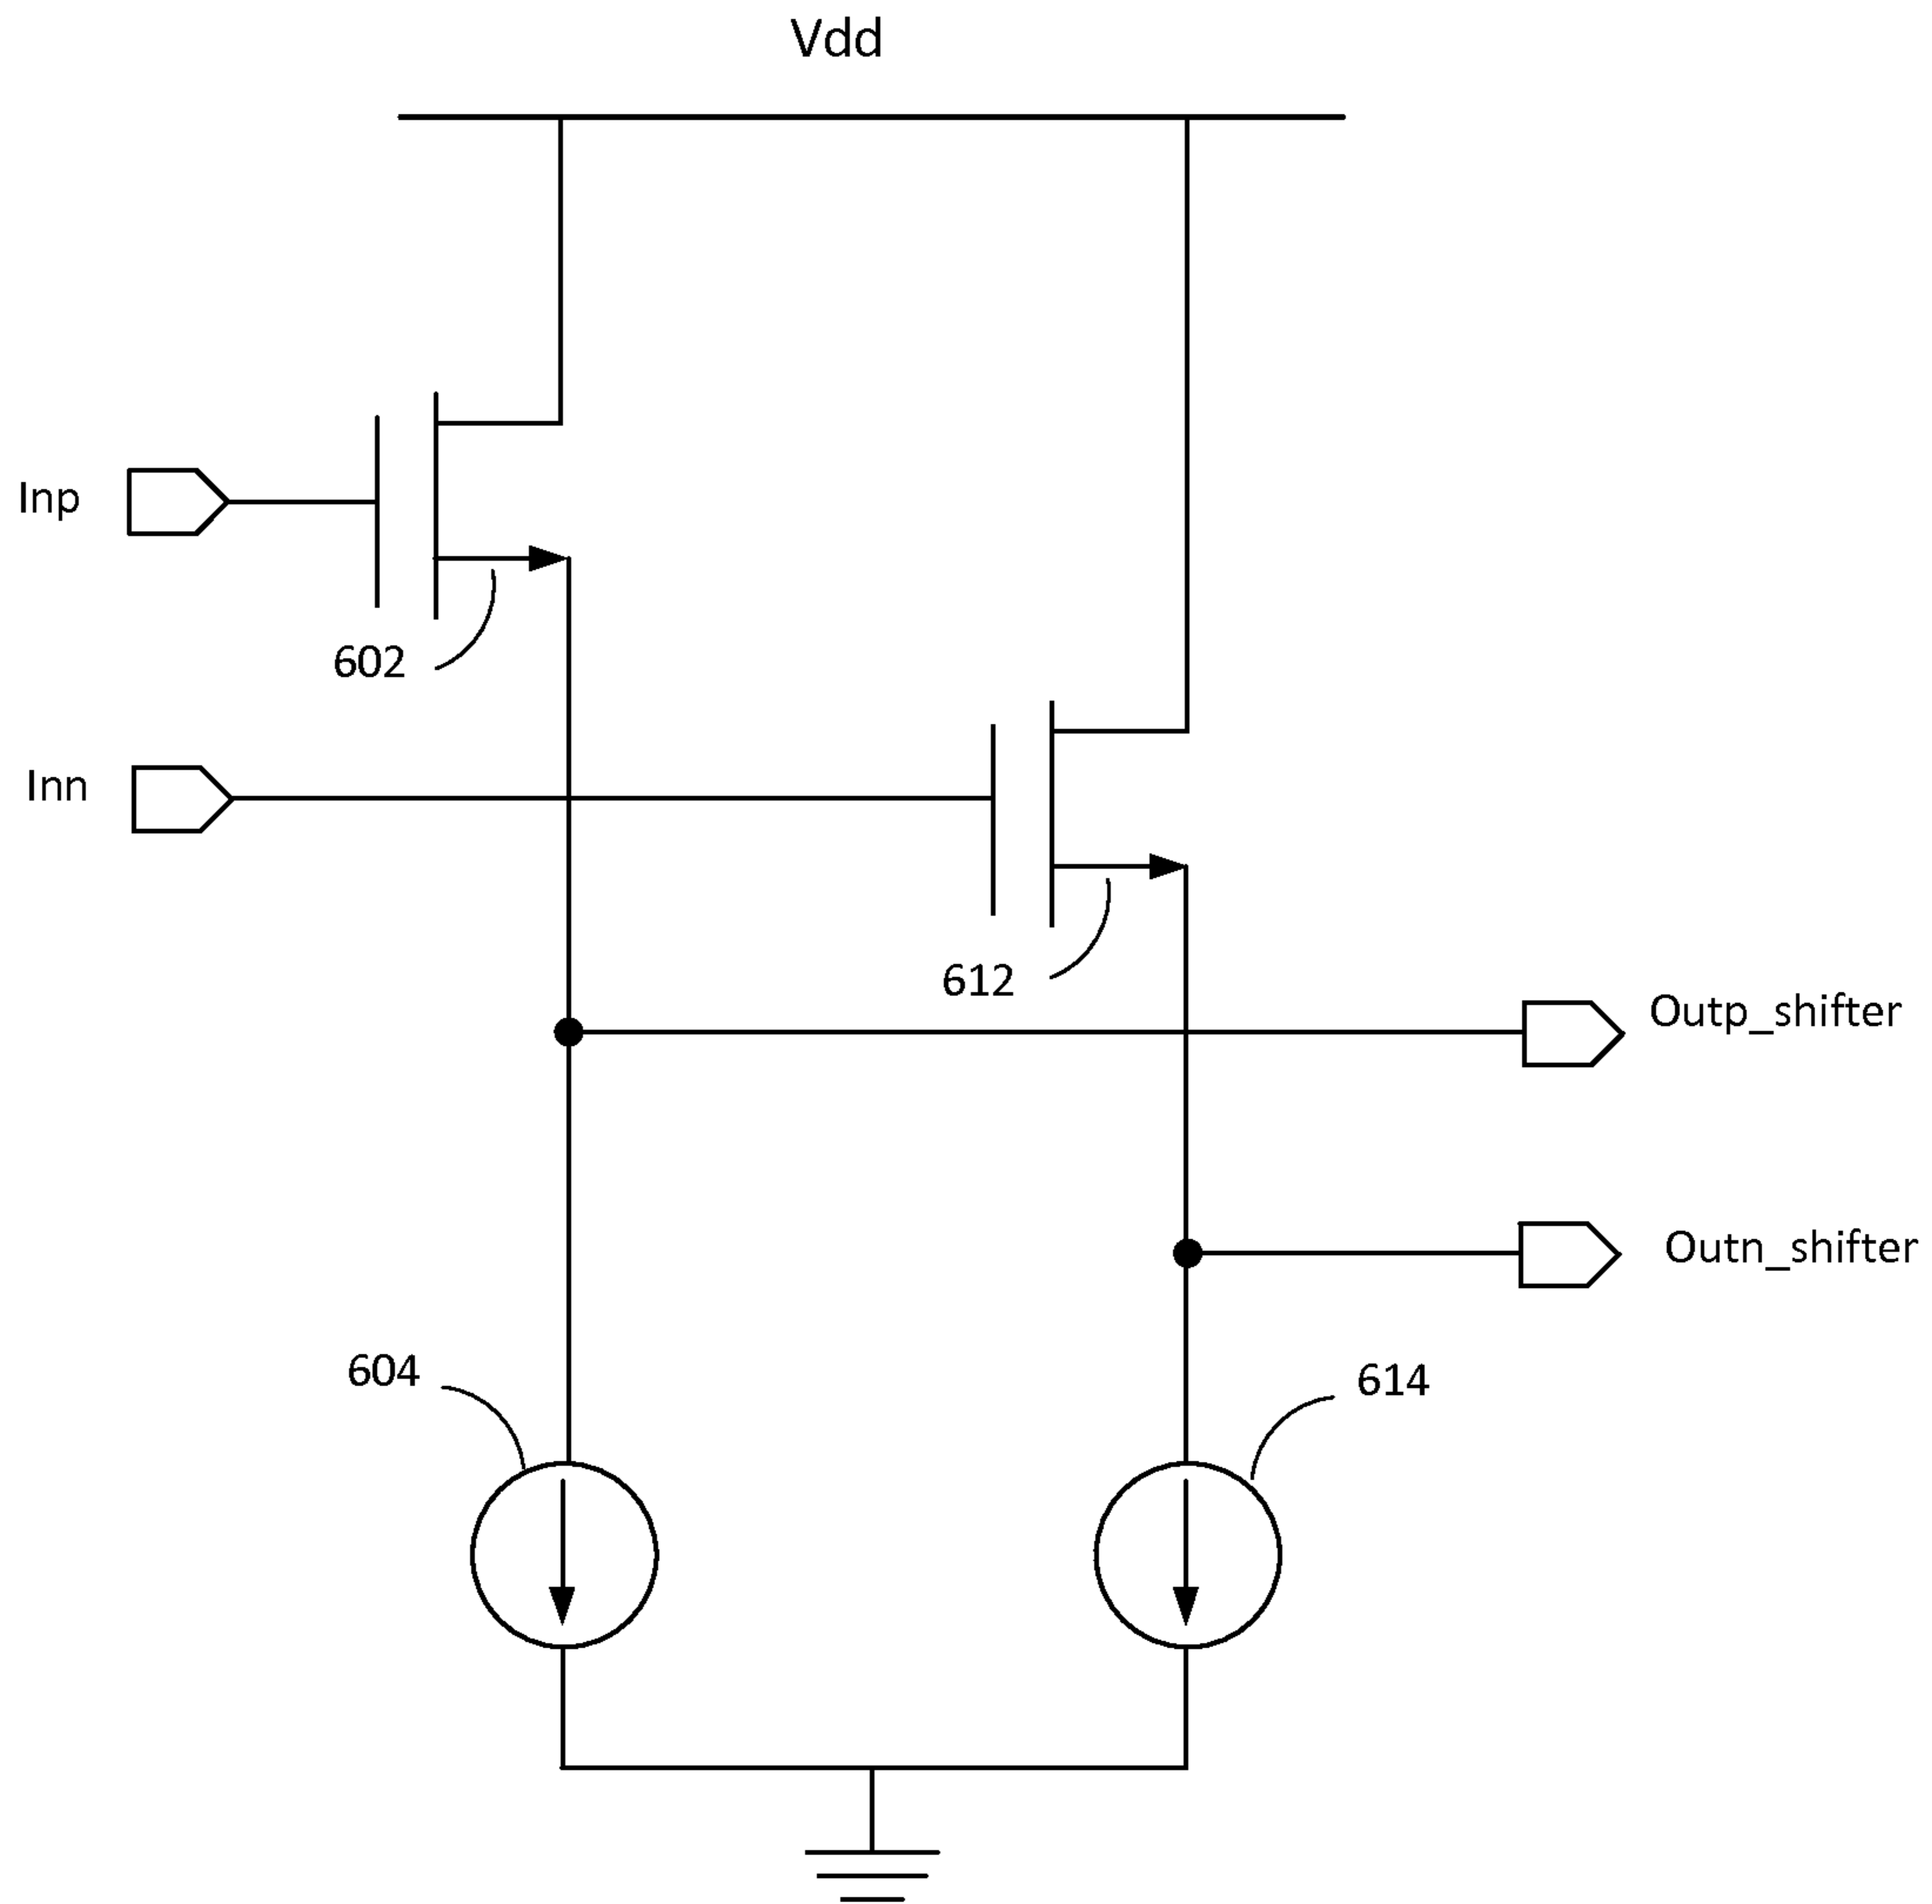 Vdd
Inp
602
Inn
612
Outp_shifter
Outn_shifter
604
614